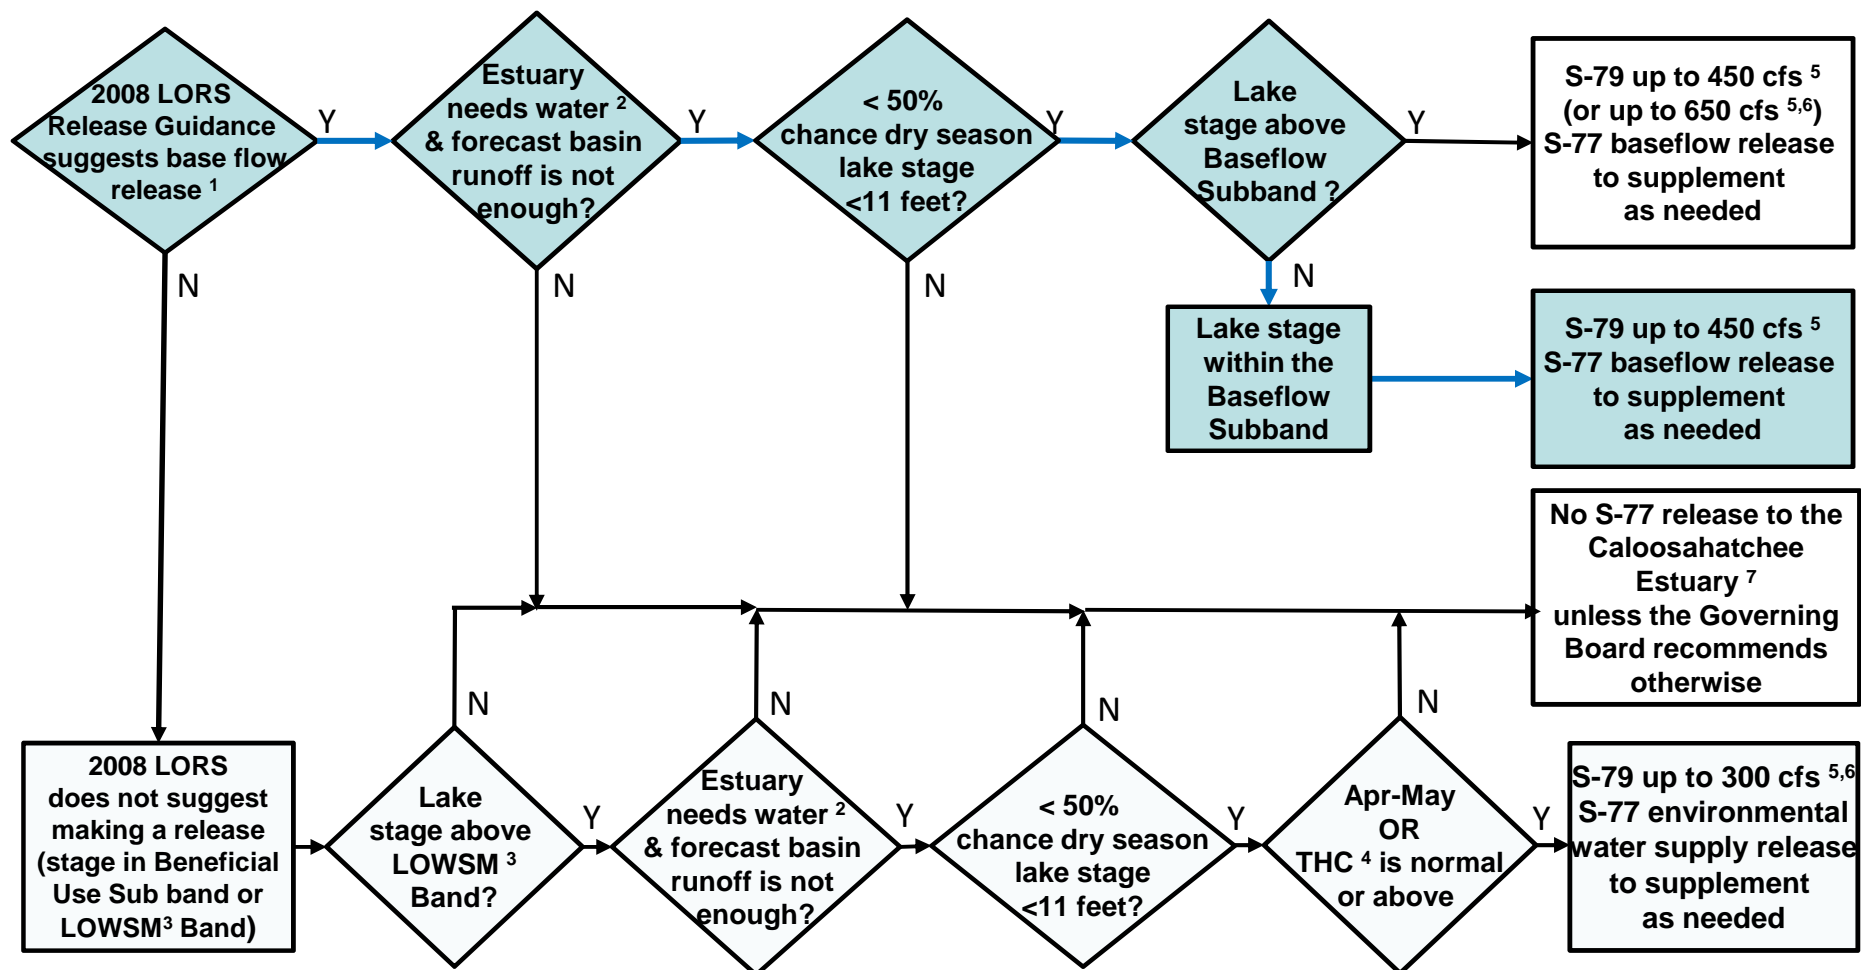 2008 LORS
Release Guidance
suggests base flow
release 1
Y
N
Estuary
needs water 2
& forecast basin
runoff is not
enough?
Y
N
< 50%
chance dry season
lake stage
<11 feet?
Y
N
Lake
stage above
Baseflow
Subband ?
Y
N
S-79 up to 450 cfs 5
(or up to 650 cfs 5,6)
S-77 baseflow release
to supplement
as needed
Lake stage
within the
Baseflow
Subband
S-79 up to 450 cfs 5
S-77 baseflow release
to supplement
as needed
No S-77 release to the
Caloosahatchee
Estuary 7
unless the Governing
Board recommends
otherwise
2008 LORS
does not suggest
making a release
(stage in Beneficial
Use Sub band or
LOWSM3 Band)
Lake
stage above
LOWSM 3
Band?
N
Y
Estuary
needs water 2
& forecast basin
runoff is not
enough?
N
Y
< 50%
chance dry season
lake stage
<11 feet?
N
Y
Apr-May
OR
THC 4 is normal
or above
N
Y
S-79 up to 300 cfs 5,6
S-77 environmental
water supply release
to supplement
as needed